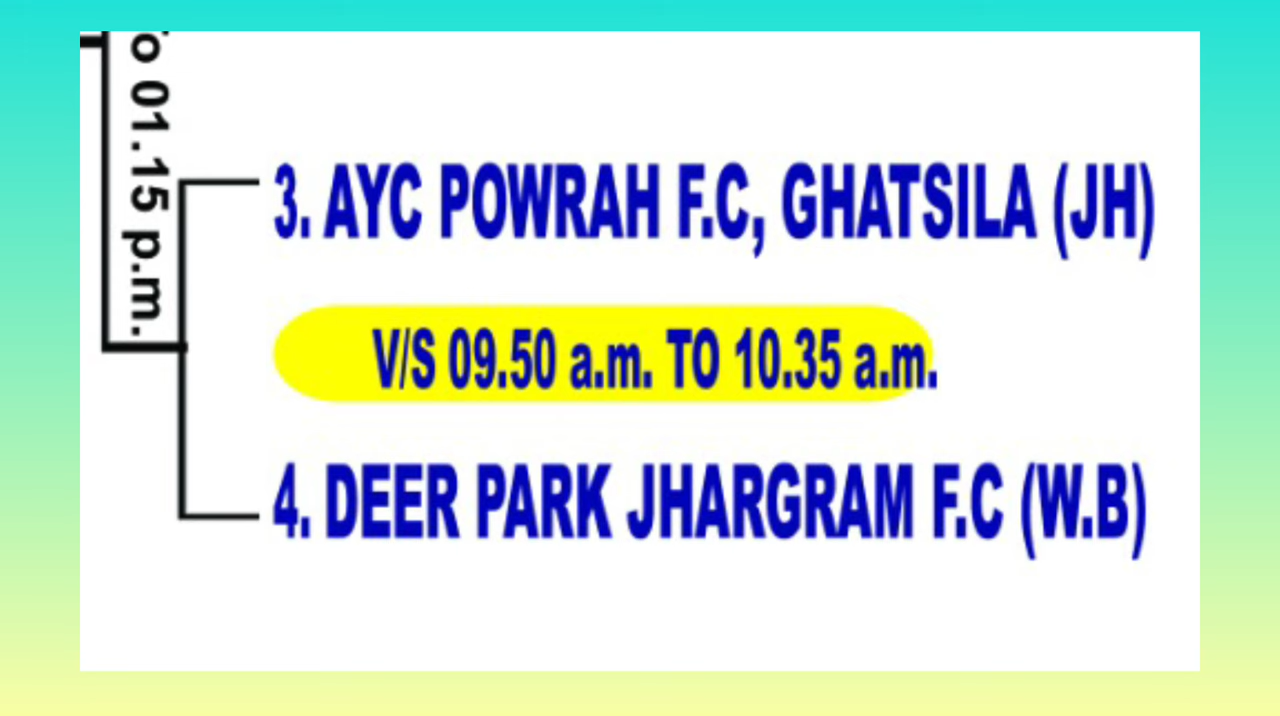 o 01.15 p.m.
3. AYC POWRAH F.C, GHATSILA (JH)
V/S 09.50 a.m. TO 10.35 a.m.
4. DEER PARK JHARGRAM F.C (W.B)